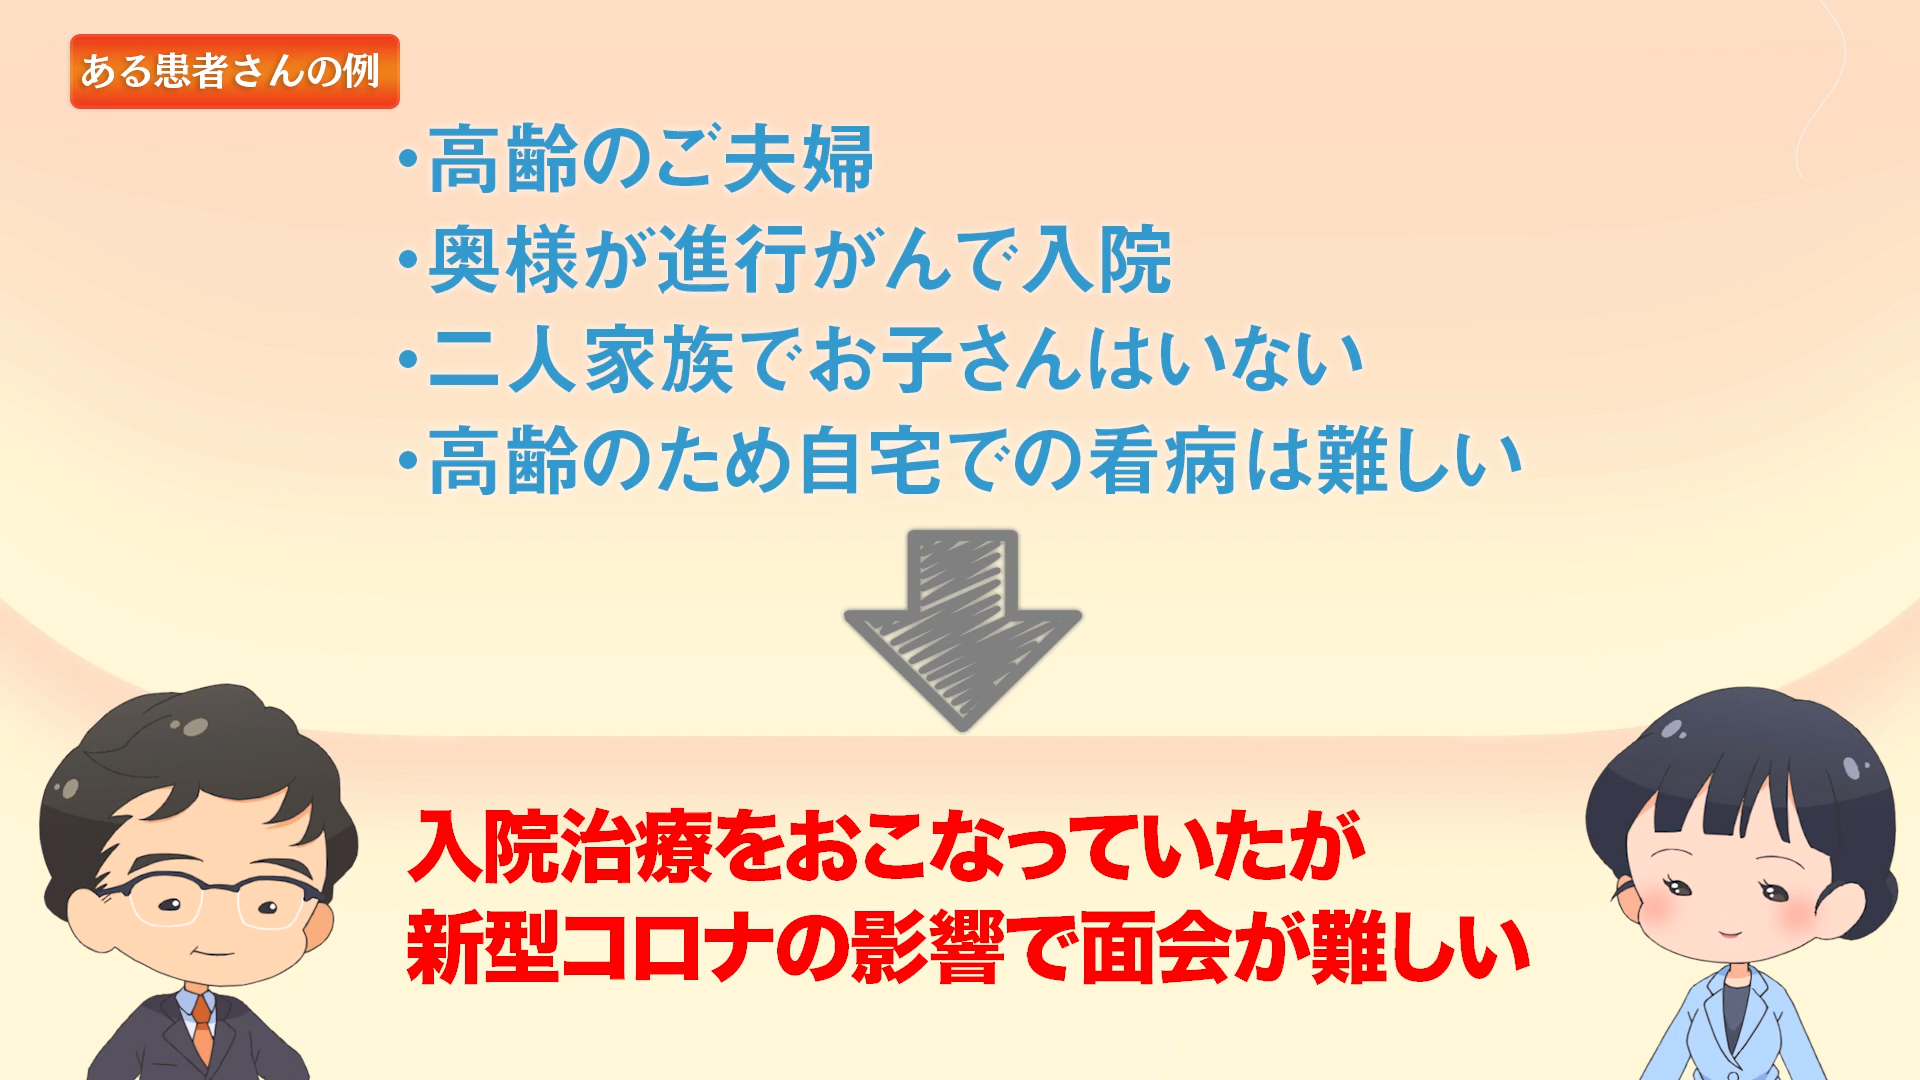 ある患者さんの例
・高齢のご夫婦
・奥様が進行がんで入院
・二人家族でお子さんはいない
・高齢のため自宅での看病は難しい
入院治療をおこなっていたが
新型コロナの影響で面会が難しい